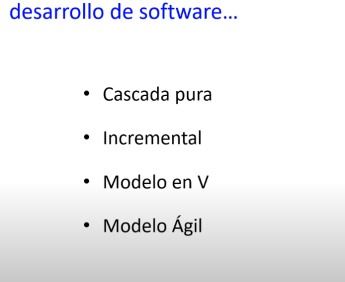 desarrollo de software...
• Cascada pura
• Incremental
• Modelo en V
• Modelo Ágil